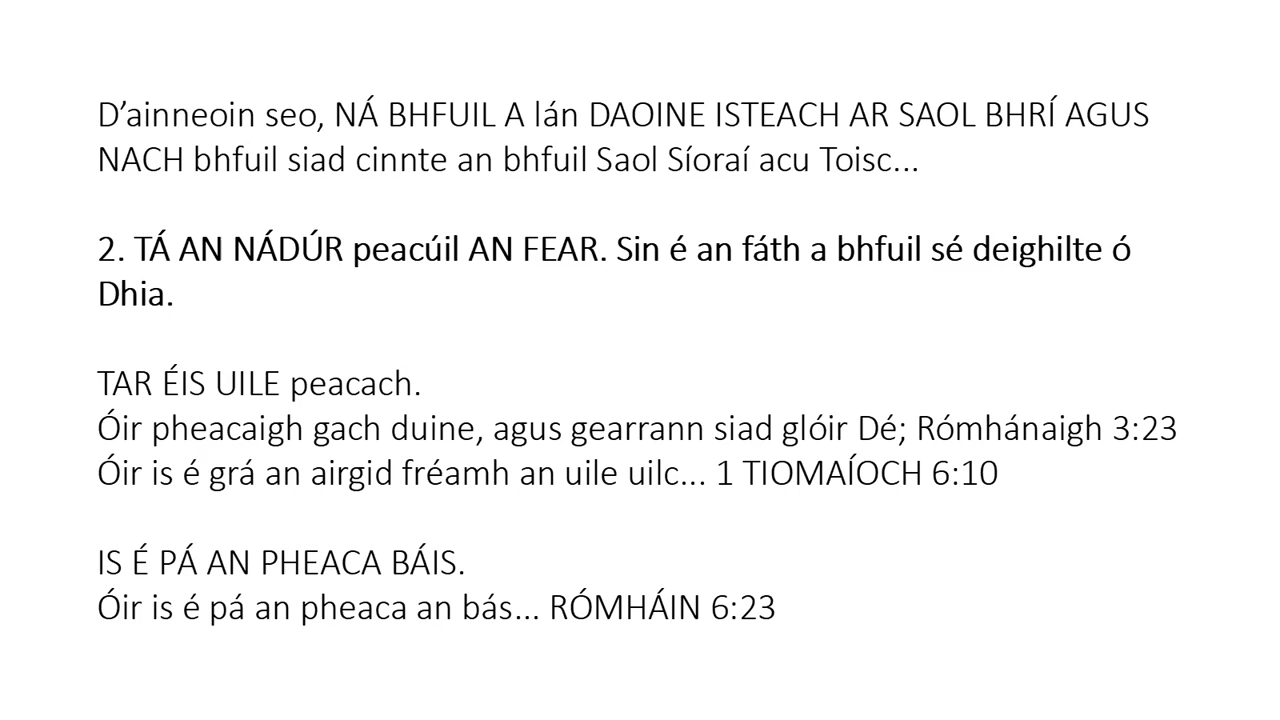 D’ainneoin seo, NÁ BHFUIL A lán DAOINE ISTEACH AR SAOL BHRÍ AGUS
NACH bhfuil siad cinnte an bhfuil Saol Síoraí acu Toisc...
2. TÁ AN NÁDÚR peacúil AN FEAR. Sin é an fáth a bhfuil sé deighilte ó
Dhia.
TAR ÉIS UILE peacach.
Óir pheacaigh gach duine, agus gearrann siad glóir Dé; Rómhánaigh 3:23
Óir is é grá an airgid fréamh an uile uilc... 1 TIOMAÍOCH 6:10
IS É PÁ AN PHEACA BÁIS.
Óir is é pá an pheaca an bás... RÓMHÁIN 6:23